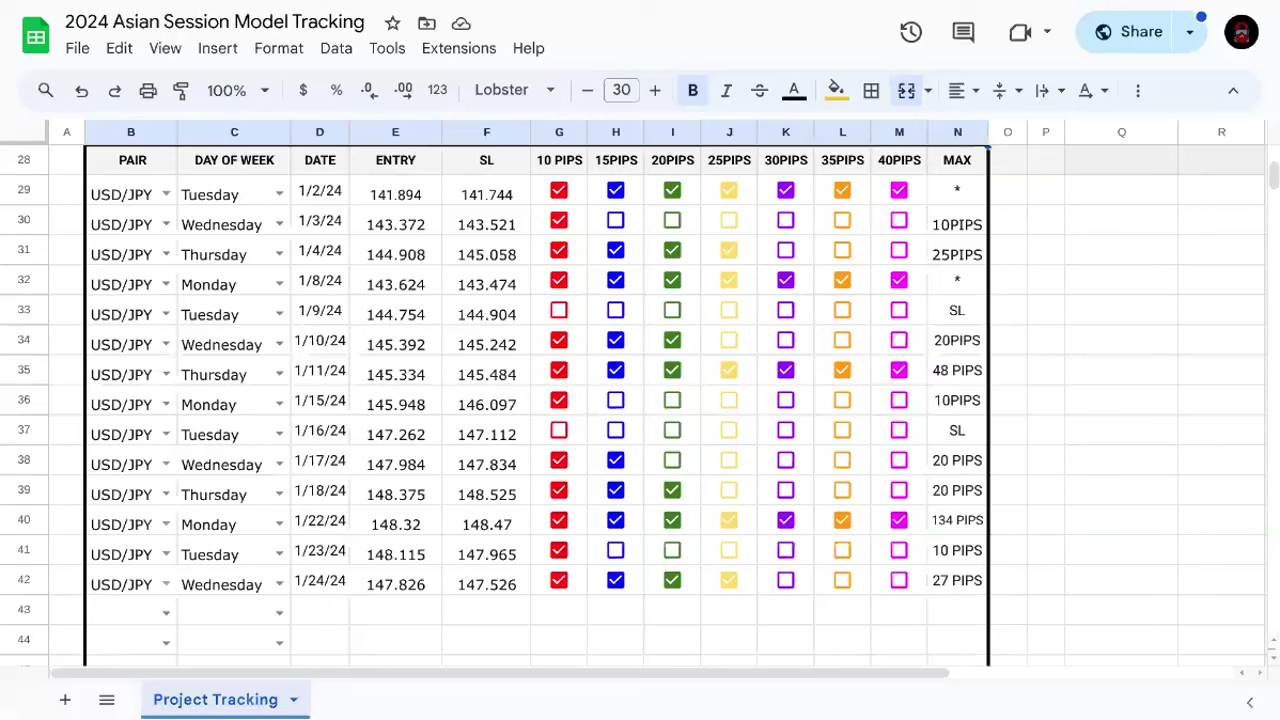 2024 Asian Session Model Tracking
File Edit View Insert Format Data Tools Extensions Help
Share
100% $ % .0 .00 123 Lobster 30 B I A
A B C D E F G H I J K L M N O P Q R
28 PAIR DAY OF WEEK DATE ENTRY SL 10 PIPS 15PIPS 20PIPS 25PIPS 30PIPS 35PIPS 40PIPS MAX
29 USD/JPY Tuesday 1/2/24 141.894 141.744 *
30 USD/JPY Wednesday 1/3/24 143.372 143.521 10PIPS
31 USD/JPY Thursday 1/4/24 144.908 145.058 25PIPS
32 USD/JPY Monday 1/8/24 143.624 143.474 *
33 USD/JPY Tuesday 1/9/24 144.754 144.904 SL
34 USD/JPY Wednesday 1/10/24 145.392 145.242 20PIPS
35 USD/JPY Thursday 1/11/24 145.334 145.484 48 PIPS
36 USD/JPY Monday 1/15/24 145.948 146.097 10PIPS
37 USD/JPY Tuesday 1/16/24 147.262 147.112 SL
38 USD/JPY Wednesday 1/17/24 147.984 147.834 20 PIPS
39 USD/JPY Thursday 1/18/24 148.375 148.525 20 PIPS
40 USD/JPY Monday 1/22/24 148.32 148.47 134 PIPS
41 USD/JPY Tuesday 1/23/24 148.115 147.965 10 PIPS
42 USD/JPY Wednesday 1/24/24 147.826 147.526 27 PIPS
43
44
Project Tracking